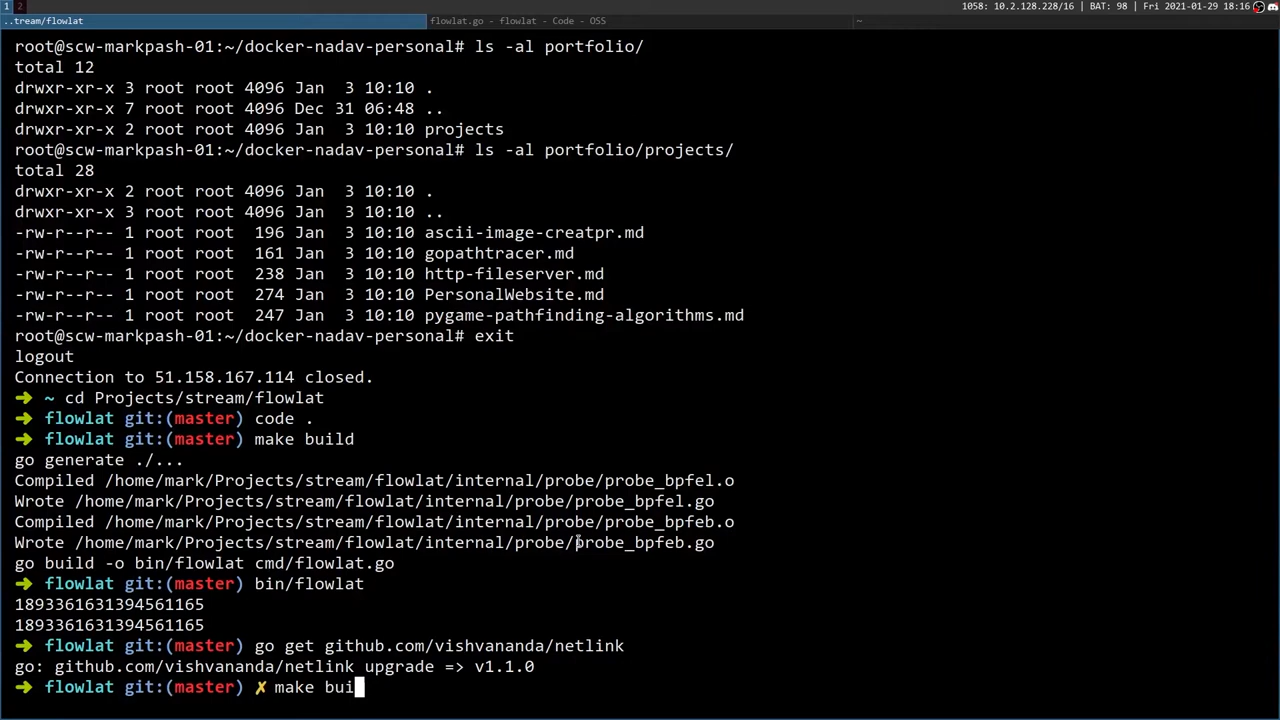 1 2 1058: 10.2.128.228/16 | BAT: 98 | Fri 2021-01-29 18:16
..tream/flowlat flowlat.go - flowlat - Code - OSS ~
root@scw-markpash-01:~/docker-nadav-personal# ls -al portfolio/
total 12
drwxr-xr-x 3 root root 4096 Jan  3 10:10 .
drwxr-xr-x 7 root root 4096 Dec 31 06:48 ..
drwxr-xr-x 2 root root 4096 Jan  3 10:10 projects
root@scw-markpash-01:~/docker-nadav-personal# ls -al portfolio/projects/
total 28
drwxr-xr-x 2 root root 4096 Jan  3 10:10 .
drwxr-xr-x 3 root root 4096 Jan  3 10:10 ..
-rw-r--r-- 1 root root  196 Jan  3 10:10 ascii-image-creatpr.md
-rw-r--r-- 1 root root  161 Jan  3 10:10 gopathtracer.md
-rw-r--r-- 1 root root  238 Jan  3 10:10 http-fileserver.md
-rw-r--r-- 1 root root  274 Jan  3 10:10 PersonalWebsite.md
-rw-r--r-- 1 root root  247 Jan  3 10:10 pygame-pathfinding-algorithms.md
root@scw-markpash-01:~/docker-nadav-personal# exit
logout
Connection to 51.158.167.114 closed.
➜ ~ cd Projects/stream/flowlat
➜ flowlat git:(master) code .
➜ flowlat git:(master) make build
go generate ./...
Compiled /home/mark/Projects/stream/flowlat/internal/probe/probe_bpfel.o
Wrote /home/mark/Projects/stream/flowlat/internal/probe/probe_bpfel.go
Compiled /home/mark/Projects/stream/flowlat/internal/probe/probe_bpfeb.o
Wrote /home/mark/Projects/stream/flowlat/internal/probe/probe_bpfeb.go
go build -o bin/flowlat cmd/flowlat.go
➜ flowlat git:(master) bin/flowlat
1893361631394561165
1893361631394561165
➜ flowlat git:(master) go get github.com/vishvananda/netlink
go: github.com/vishvananda/netlink upgrade => v1.1.0
➜ flowlat git:(master) ✗ make bui